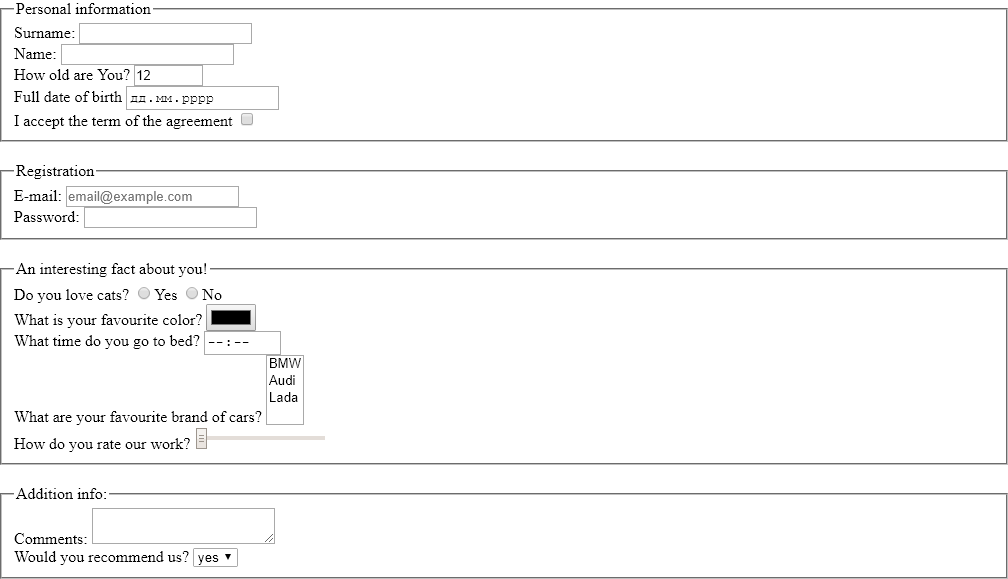 Personal information
Surname:
Name:
How old are You? 12
Full date of birth дд.мм.рррр
I accept the term of the agreement
Registration
E-mail: email@example.com
Password:
An interesting fact about you!
Do you love cats? Yes No
What is your favourite color?
What time do you go to bed? --:--
BMW
Audi
Lada
What are your favourite brand of cars?
How do you rate our work?
Addition info:
Comments:
Would you recommend us? yes